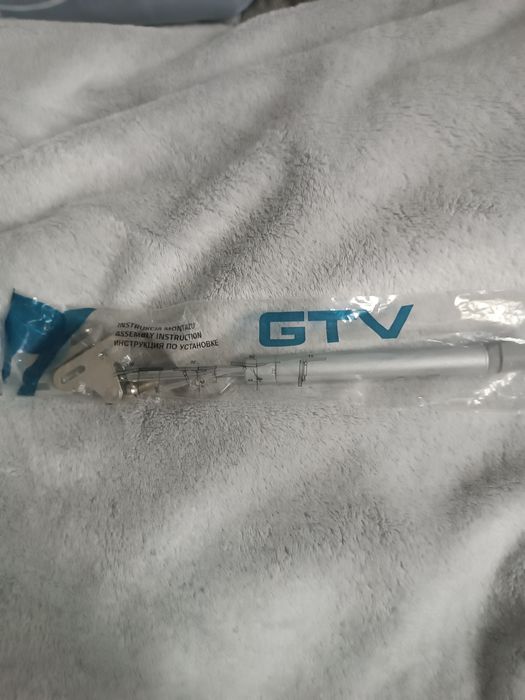 INSTRUKCJA MONTAŻU
ASSEMBLY INSTRUCTION
ИНСТРУКЦИЯ ПО УСТАНОВКЕ
GTV